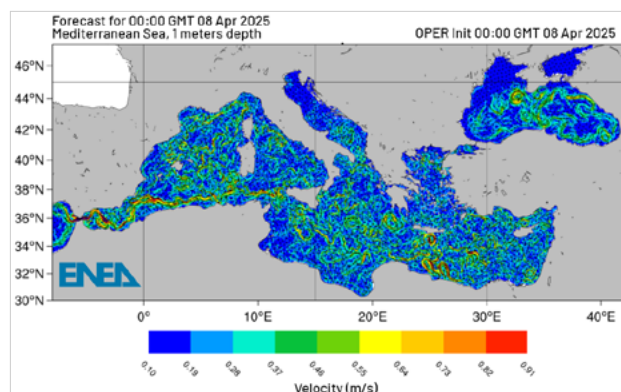 Forecast for 00:00 GMT 08 Apr 2025
Mediterranean Sea, 1 meters depth
OPER Init 00:00 GMT 08 Apr 2025
46°N
44°N
42°N
40°N
38°N
36°N
34°N
32°N
30°N
ENEA
0° 10°E 20°E 30°E 40°E
0.10 0.19 0.28 0.37 0.46 0.55 0.64 0.73 0.82 0.91
Velocity (m/s)